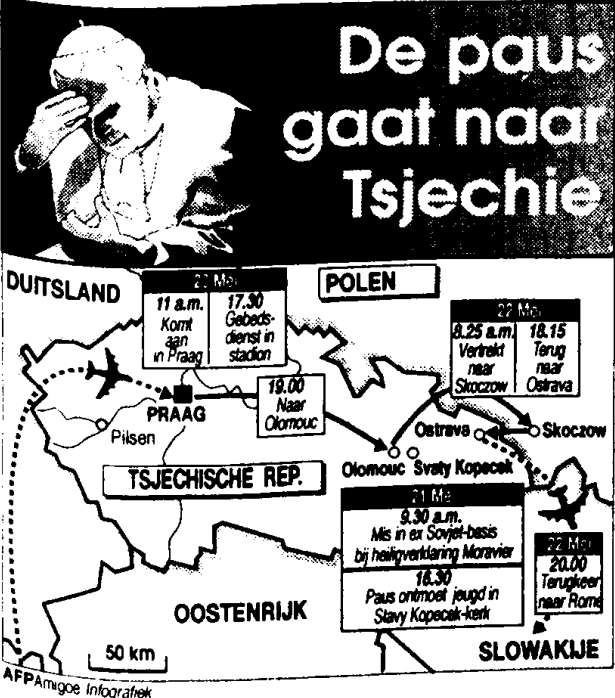 De paus
gaat naar
Tsjechie
DUITSLAND
20 Mei
11 a.m.
Komt
aan
in Praag
17.30
Gebeds-
dienst in
stadion
POLEN
22 Mei
8.25 a.m.
Vertrekt
naar
Skoczow
18.15
Terug
naar
Ostrava
PRAAG
19.00
Naar
Olomouc
Pilsen
Ostrava
Skoczow
Olomouc
Svaty Kopecek
TSJECHISCHE REP.
21 Mei
9.30 a.m.
Mis in ex Sovjet-basis
bij heiligverklaring Moravier
16.30
Paus ontmoet jeugd in
Stavy Kopecek-kerk
22 Mei
20.00
Terugkeer
naar Rome
OOSTENRIJK
SLOWAKIJE
50 km
AFP Amigoe Infografiek